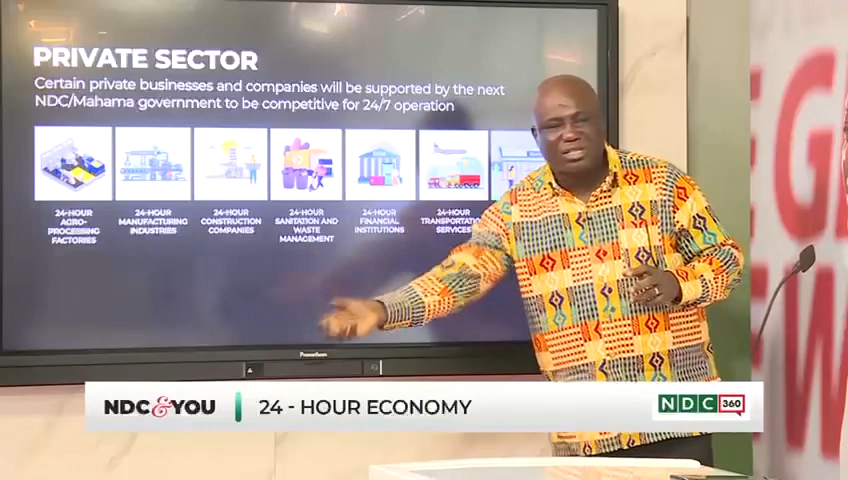 PRIVATE SECTOR
Certain private businesses and companies will be supported by the next
NDC/Mahama government to be competitive for 24/7 operation
24-HOUR
AGRO-
PROCESSING
FACTORIES
24-HOUR
MANUFACTURING
INDUSTRIES
24-HOUR
CONSTRUCTION
COMPANIES
24-HOUR
SANITATION AND
WASTE
MANAGEMENT
24-HOUR
FINANCIAL
INSTITUTIONS
24-HOUR
TRANSPORTATION
SERVICES
Promethean
NDC&YOU
24 - HOUR ECONOMY
NDC 360